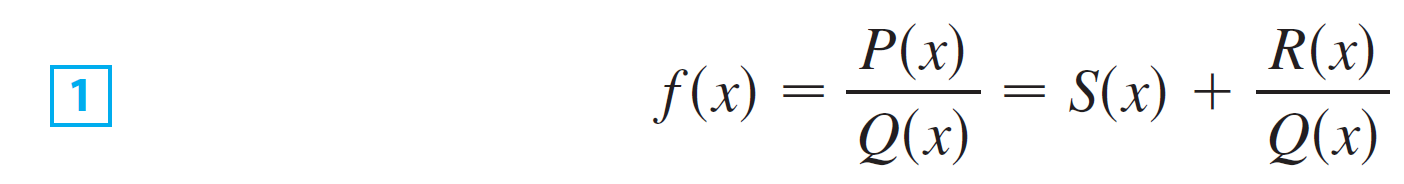 1 f(x) = P(x)/Q(x) = S(x) + R(x)/Q(x)